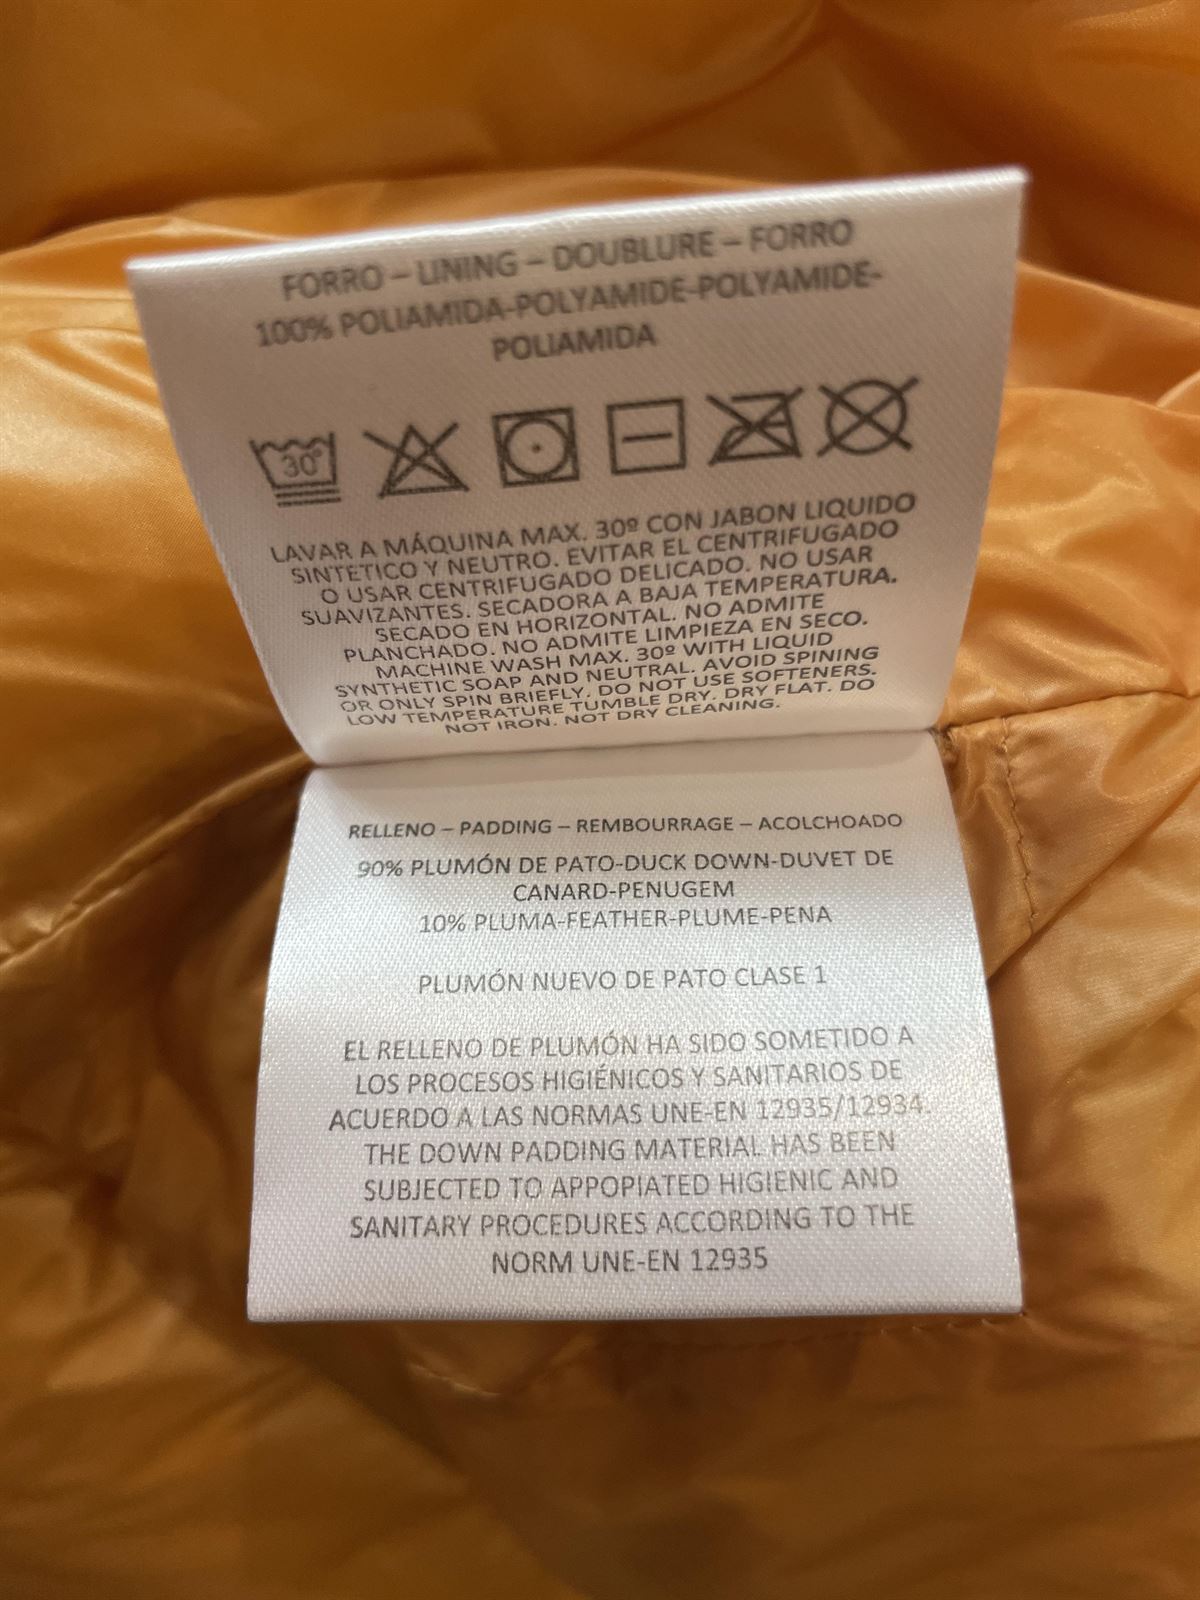 FORRO – LINING – DOUBLURE – FORRO
100% POLIAMIDA-POLYAMIDE-POLYAMIDE-
POLIAMIDA
30°
LAVAR A MÁQUINA MAX. 30º CON JABON LIQUIDO
SINTETICO Y NEUTRO. EVITAR EL CENTRIFUGADO
O USAR CENTRIFUGADO DELICADO. NO USAR
SUAVIZANTES. SECADORA A BAJA TEMPERATURA.
SECADO EN HORIZONTAL. NO ADMITE
PLANCHADO. NO ADMITE LIMPIEZA EN SECO.
MACHINE WASH MAX. 30º WITH LIQUID
SYNTHETIC SOAP AND NEUTRAL. AVOID SPINING
OR ONLY SPIN BRIEFLY. DO NOT USE SOFTENERS.
LOW TEMPERATURE TUMBLE DRY. DRY FLAT. DO
NOT IRON. NOT DRY CLEANING.
RELLENO – PADDING – REMBOURRAGE – ACOLCHOADO
90% PLUMÓN DE PATO-DUCK DOWN-DUVET DE
CANARD-PENUGEM
10% PLUMA-FEATHER-PLUME-PENA
PLUMÓN NUEVO DE PATO CLASE 1
EL RELLENO DE PLUMÓN HA SIDO SOMETIDO A
LOS PROCESOS HIGIÉNICOS Y SANITARIOS DE
ACUERDO A LAS NORMAS UNE-EN 12935/12934.
THE DOWN PADDING MATERIAL HAS BEEN
SUBJECTED TO APPOPIATED HIGIENIC AND
SANITARY PROCEDURES ACCORDING TO THE
NORM UNE-EN 12935